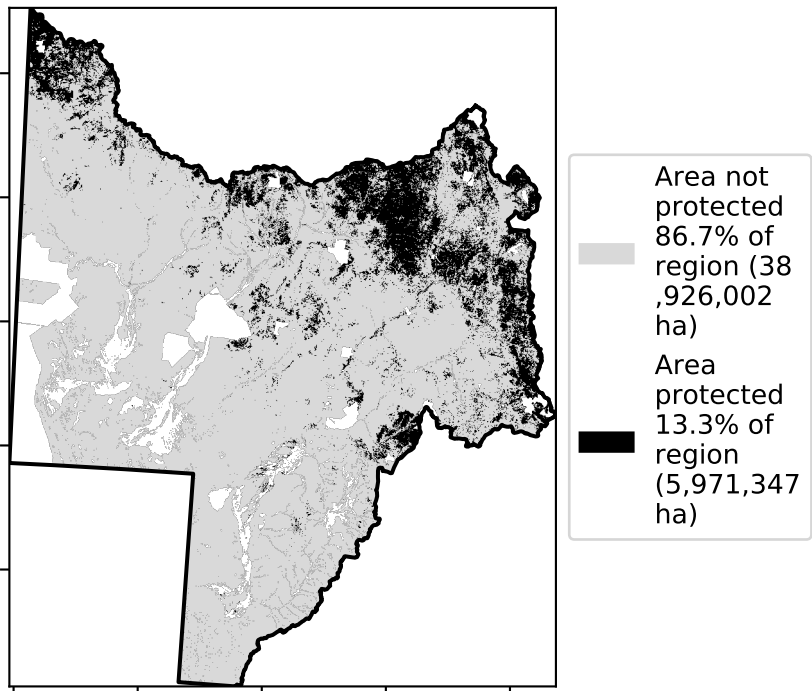 Area not
protected
86.7% of
region (38
,926,002
ha)
Area
protected
13.3% of
region
(5,971,347
ha)